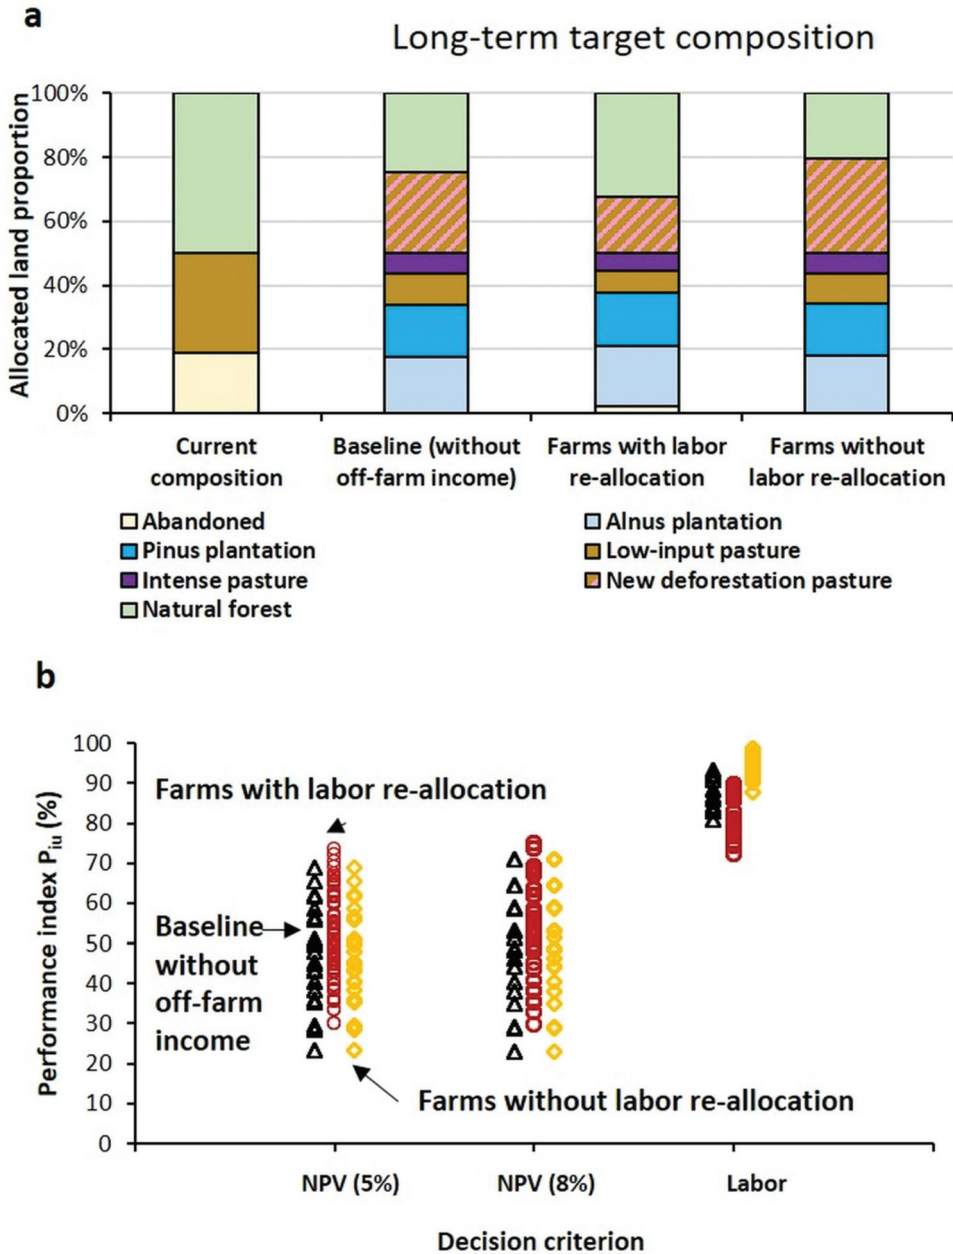 a
Long-term target composition
Allocated land proportion
100%
80%
60%
40%
20%
0%
Current
composition
Baseline (without
off-farm income)
Farms with labor
re-allocation
Farms without
labor re-allocation
Abandoned
Alnus plantation
Pinus plantation
Low-input pasture
Intense pasture
New deforestation pasture
Natural forest
b
Performance index Piu (%)
100
90
80
70
60
50
40
30
20
10
0
Farms with labor re-allocation
Baseline
without
off-farm
income
Farms without labor re-allocation
NPV (5%)
NPV (8%)
Labor
Decision criterion